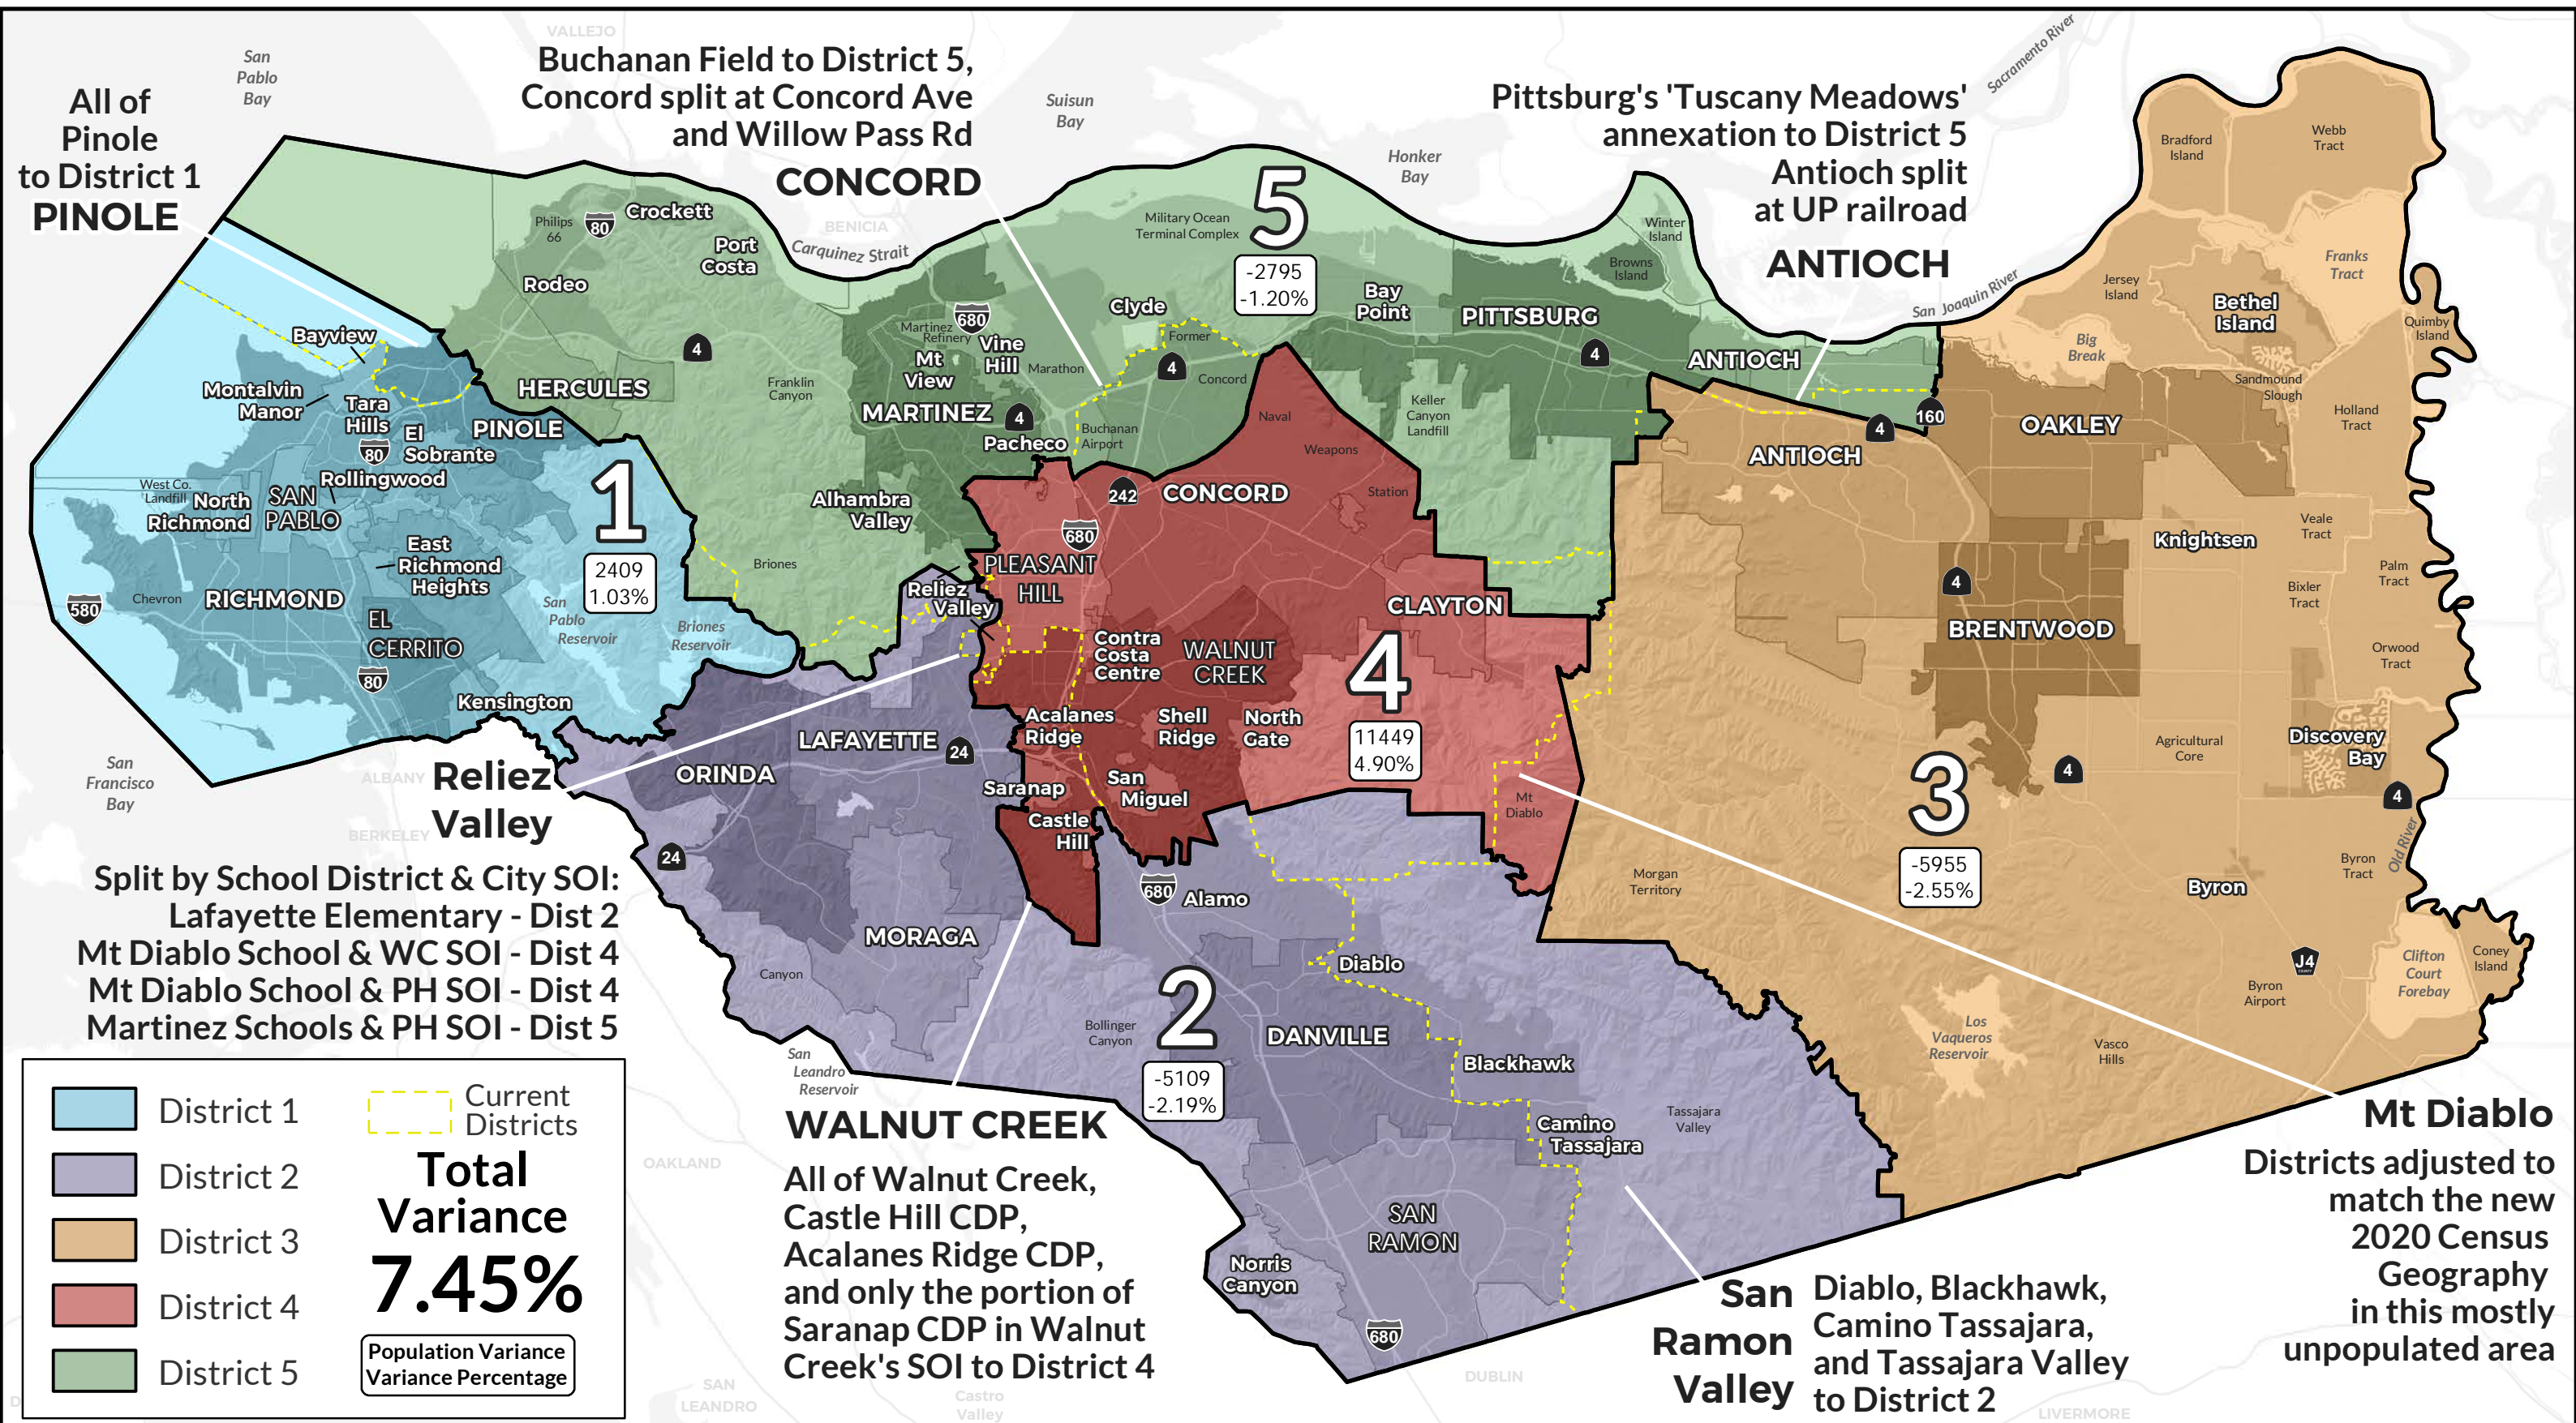 VALLEJO
San
Pablo
Bay
All of
Pinole
to District 1
PINOLE
Buchanan Field to District 5,
Concord split at Concord Ave
and Willow Pass Rd
CONCORD
Suisun
Bay
Honker
Bay
Pittsburg's 'Tuscany Meadows'
annexation to District 5
Antioch split
at UP railroad
ANTIOCH
Sacramento River
San Joaquin River
BENICIA
Carquinez Strait
Philips
66
80
Crockett
Port
Costa
Rodeo
4
HERCULES
Franklin
Canyon
Military Ocean
Terminal Complex
5
-2795
-1.20%
Martinez
Refinery
680
Mt
View
Vine
Hill
Marathon
MARTINEZ
4
Pacheco
Clyde
Former
4
Concord
Buchanan
Airport
Bay
Point
PITTSBURG
4
Keller
Canyon
Landfill
Browns
Island
Winter
Island
ANTIOCH
160
Alhambra
Valley
Briones
Bayview
Montalvin
Manor
Tara
Hills
El
Sobrante
PINOLE
80
Rollingwood
West Co.
Landfill
North
Richmond
SAN
PABLO
1
2409
1.03%
East
Richmond
Heights
580
Chevron
RICHMOND
EL
CERRITO
80
San
Pablo
Reservoir
Briones
Reservoir
Kensington
San
Francisco
Bay
ALBANY
BERKELEY
Naval
Weapons
Station
242
CONCORD
680
PLEASANT
HILL
Reliez
Valley
CLAYTON
Contra
Costa
Centre
WALNUT
CREEK
4
11449
4.90%
Acalanes
Ridge
Shell
Ridge
North
Gate
Saranap
San
Miguel
Castle
Hill
Mt
Diablo
LAFAYETTE
24
ORINDA
24
MORAGA
Canyon
680
Alamo
Diablo
2
-5109
-2.19%
Bollinger
Canyon
DANVILLE
Blackhawk
Camino
Tassajara
Tassajara
Valley
SAN
RAMON
Norris
Canyon
680
San
Leandro
Reservoir
Bradford
Island
Webb
Tract
Franks
Tract
Jersey
Island
Bethel
Island
Quimby
Island
Big
Break
Sandmound
Slough
Holland
Tract
4
ANTIOCH
OAKLEY
Knightsen
Veale
Tract
Palm
Tract
Bixler
Tract
4
BRENTWOOD
Orwood
Tract
Agricultural
Core
Discovery
Bay
4
4
3
-5955
-2.55%
Old River
Morgan
Territory
Byron
Byron
Tract
J4
Byron
Airport
Clifton
Court
Forebay
Coney
Island
Los
Vaqueros
Reservoir
Vasco
Hills
Reliez
Valley
Split by School District & City SOI:
Lafayette Elementary - Dist 2
Mt Diablo School & WC SOI - Dist 4
Mt Diablo School & PH SOI - Dist 4
Martinez Schools & PH SOI - Dist 5
District 1
District 2
District 3
District 4
District 5
Current
Districts
Total
Variance
7.45%
Population Variance
Variance Percentage
OAKLAND
SAN
LEANDRO
Castro
Valley
DUBLIN
LIVERMORE
WALNUT CREEK
All of Walnut Creek,
Castle Hill CDP,
Acalanes Ridge CDP,
and only the portion of
Saranap CDP in Walnut
Creek's SOI to District 4
San
Ramon
Valley
Diablo, Blackhawk,
Camino Tassajara,
and Tassajara Valley
to District 2
Mt Diablo
Districts adjusted to
match the new
2020 Census
Geography
in this mostly
unpopulated area